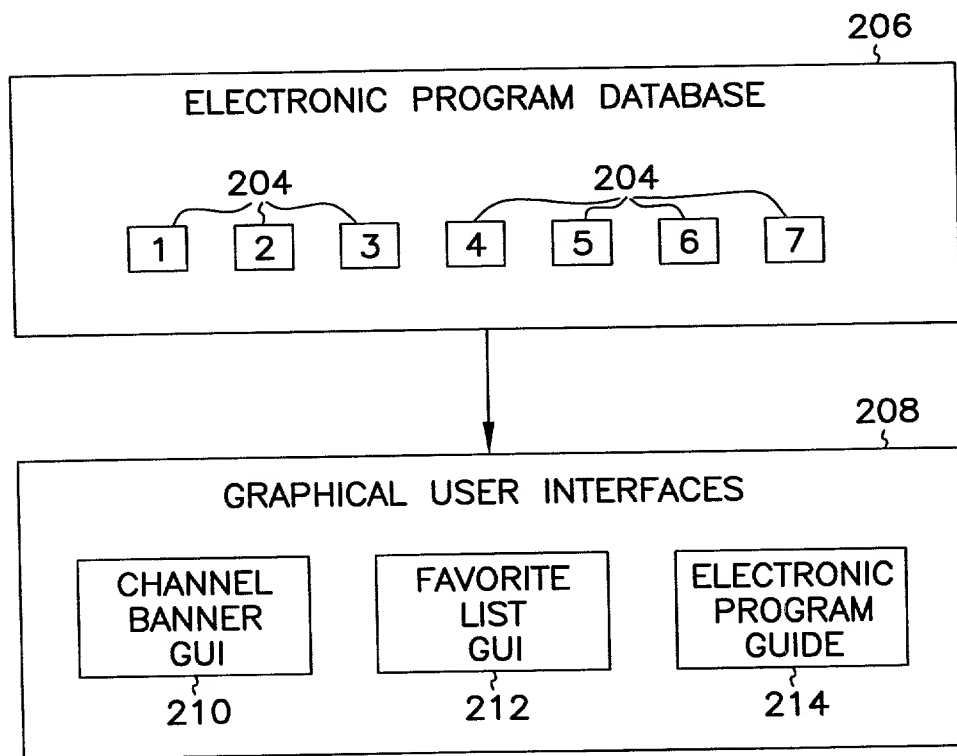 206
ELECTRONIC PROGRAM DATABASE
204 204
1 2 3 4 5 6 7
208
GRAPHICAL USER INTERFACES
CHANNEL
BANNER
GUI
210
FAVORITE
LIST
GUI
212
ELECTRONIC
PROGRAM
GUIDE
214